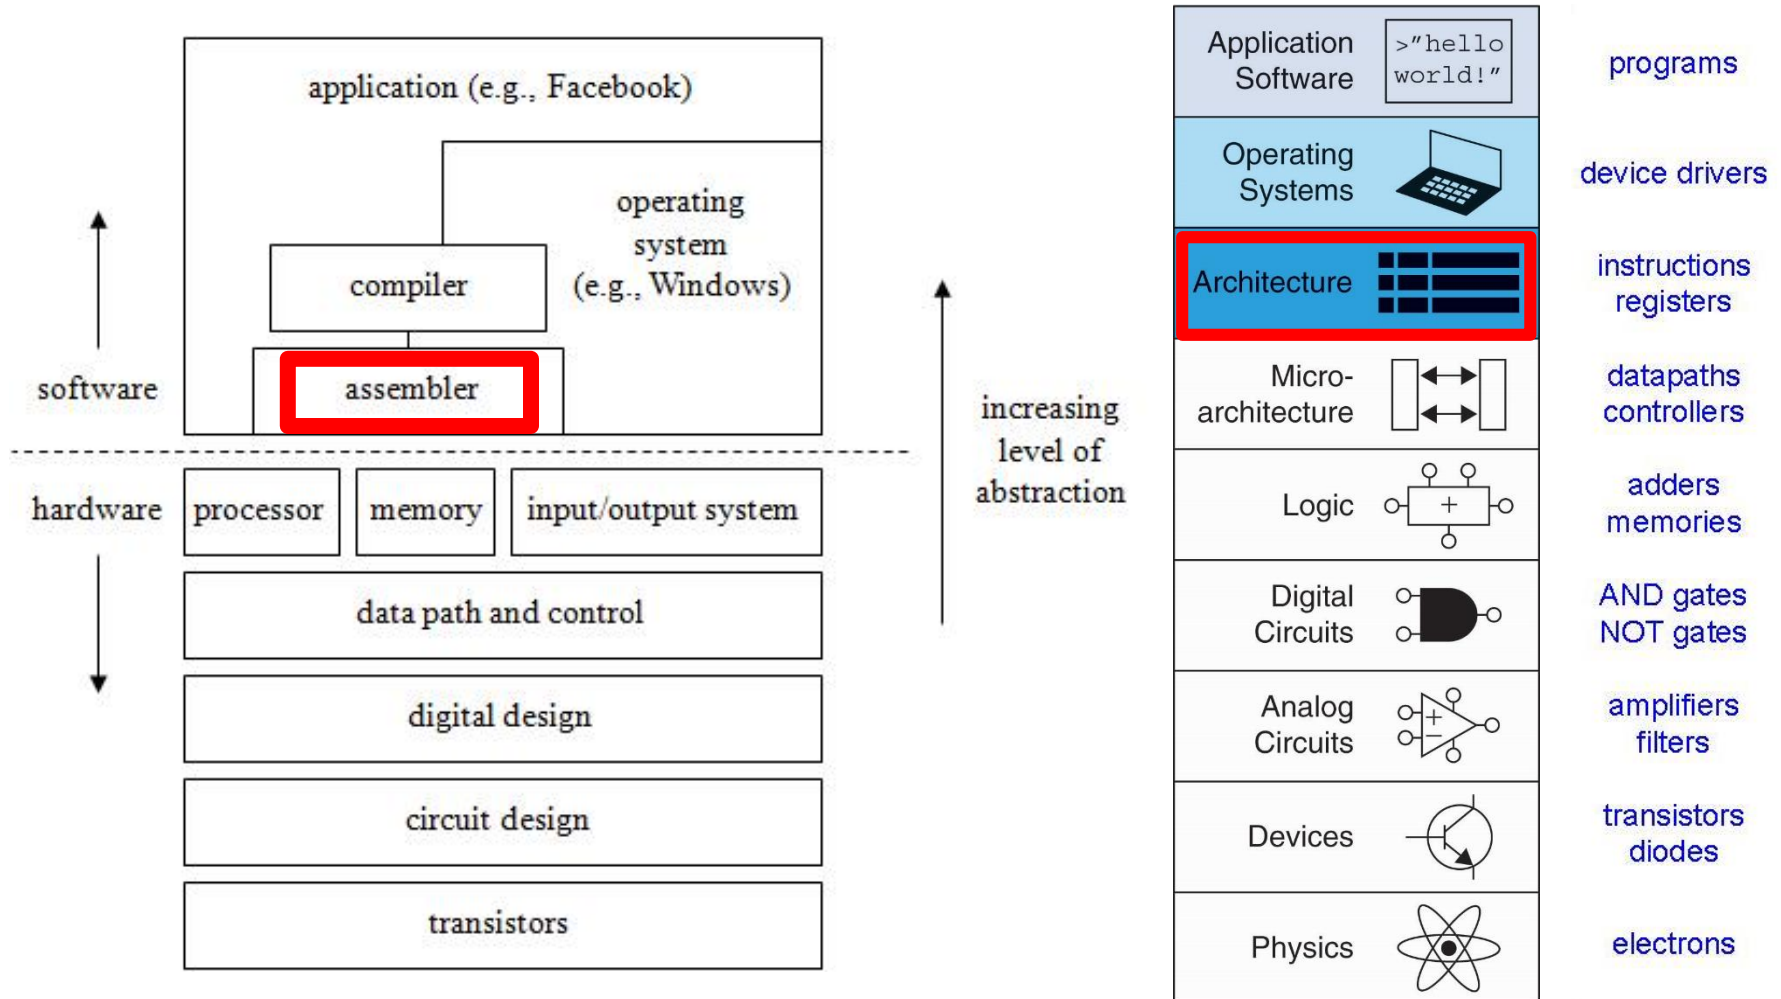 application (e.g., Facebook)
operating
system
(e.g., Windows)
compiler
assembler
software
hardware
processor
memory
input/output system
data path and control
digital design
circuit design
transistors
increasing
level of
abstraction
Application
Software
>"hello
world!"
programs
Operating
Systems
device drivers
Architecture
instructions
registers
Micro-
architecture
datapaths
controllers
Logic
+
adders
memories
Digital
Circuits
AND gates
NOT gates
Analog
Circuits
+
−
amplifiers
filters
Devices
transistors
diodes
Physics
electrons